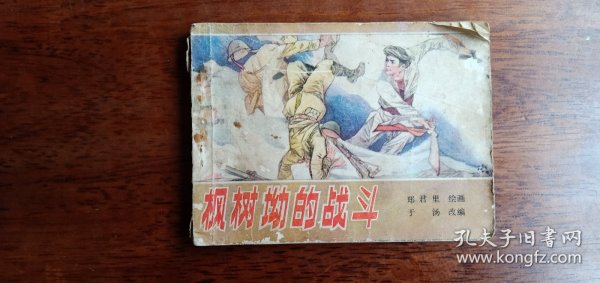 枫树坳的战斗
郑君里 绘画
于汤 改编
孔夫子旧书网
www.kongfz.com